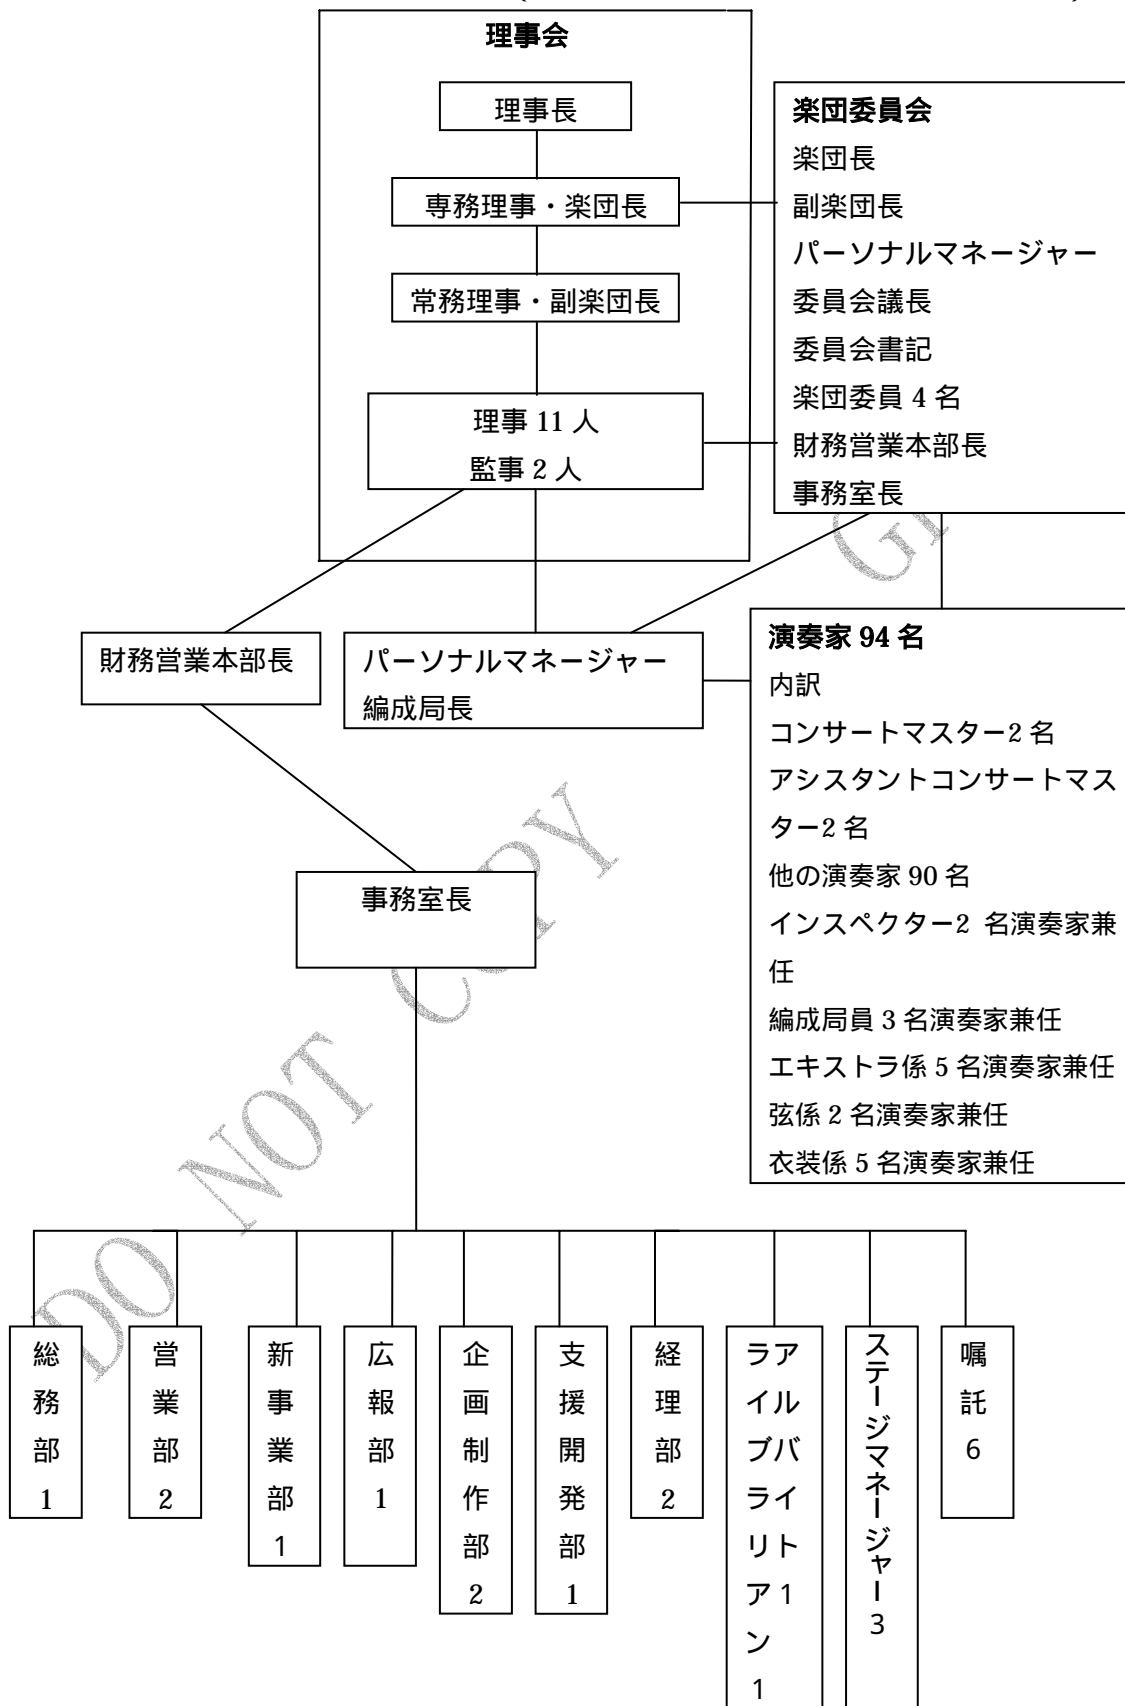 理事会
理事長
専務理事・楽団長
常務理事・副楽団長
理事 11 人
監事 2 人
楽団委員会
楽団長
副楽団長
パーソナルマネージャー
委員会議長
委員会書記
楽団委員 4 名
財務営業本部長
事務室長
財務営業本部長
パーソナルマネージャー
編成局長
演奏家 94 名
内訳
コンサートマスター2 名
アシスタントコンサートマス
ター2 名
他の演奏家 90 名
インスペクター2 名演奏家兼
任
編成局員 3 名演奏家兼任
エキストラ係 5 名演奏家兼任
弦係 2 名演奏家兼任
衣装係 5 名演奏家兼任
事務室長
総務部 1
営業部 2
新事業部 1
広報部 1
企画制作部 2
支援開発部 1
経理部 2
アルバイト 1
ライブラリアン 1
ステージマネージャー 3
嘱託 6
DO NOT COPY